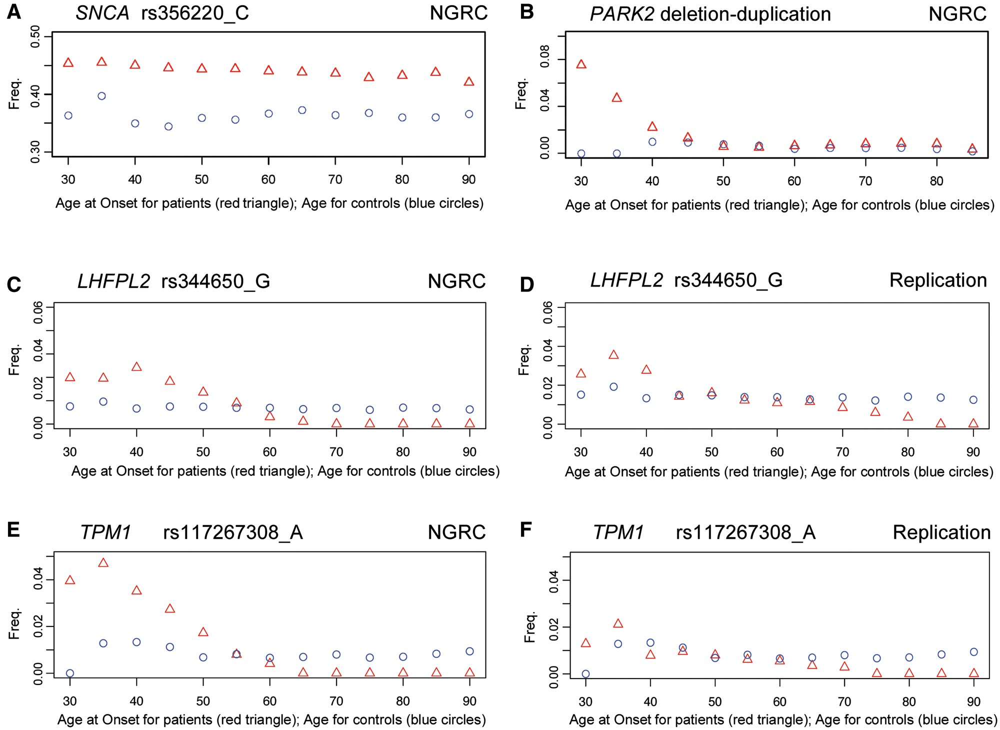 A SNCA rs356220_C NGRC
0.50
0.40
0.30
Freq.
30 40 50 60 70 80 90
Age at Onset for patients (red triangle); Age for controls (blue circles)
B PARK2 deletion-duplication NGRC
0.08
0.04
0.00
Freq.
30 40 50 60 70 80
Age at Onset for patients (red triangle); Age for controls (blue circles)
C LHFPL2 rs344650_G NGRC
0.06
0.04
0.02
0.00
Freq.
30 40 50 60 70 80 90
Age at Onset for patients (red triangle); Age for controls (blue circles)
D LHFPL2 rs344650_G Replication
0.06
0.04
0.02
0.00
Freq.
30 40 50 60 70 80 90
Age at Onset for patients (red triangle); Age for controls (blue circles)
E TPM1 rs117267308_A NGRC
0.04
0.02
0.00
Freq.
30 40 50 60 70 80 90
Age at Onset for patients (red triangle); Age for controls (blue circles)
F TPM1 rs117267308_A Replication
0.04
0.02
0.00
Freq.
30 40 50 60 70 80 90
Age at Onset for patients (red triangle); Age for controls (blue circles)